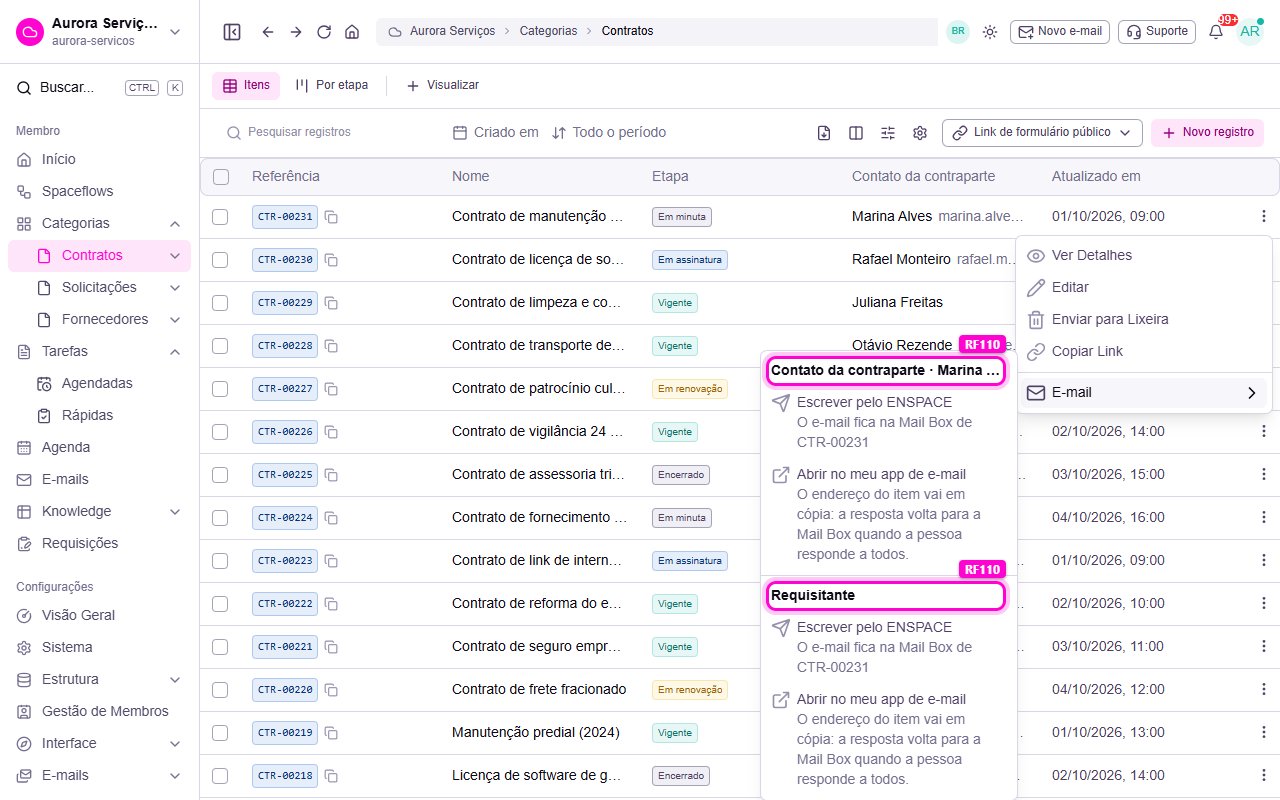 Aurora Serviç...
aurora-servicos
Aurora Serviços
Categorias
Contratos
BR
Novo e-mail
Suporte
99+
AR
Buscar...
CTRL
K
Itens
Por etapa
Visualizar
Membro
Início
Spaceflows
Categorias
Contratos
Solicitações
Fornecedores
Tarefas
Agendadas
Rápidas
Agenda
E-mails
Knowledge
Requisições
Configurações
Visão Geral
Sistema
Estrutura
Gestão de Membros
Interface
E-mails
Pesquisar registros
Criado em
Todo o período
Link de formulário público
Novo registro
Referência Nome Etapa Contato da contraparte Atualizado em
CTR-00231 Contrato de manutenção ... Em minuta Marina Alves marina.alve... 01/10/2026, 09:00
CTR-00230 Contrato de licença de so... Em assinatura Rafael Monteiro rafael.m...
CTR-00229 Contrato de limpeza e co... Vigente Juliana Freitas
CTR-00228 Contrato de transporte de... Vigente Otávio Rezende
CTR-00227 Contrato de patrocínio cul... Em renovação
CTR-00226 Contrato de vigilância 24 ... Vigente 02/10/2026, 14:00
CTR-00225 Contrato de assessoria tri... Encerrado 03/10/2026, 15:00
CTR-00224 Contrato de fornecimento ... Em minuta 04/10/2026, 16:00
CTR-00223 Contrato de link de intern... Em assinatura 01/10/2026, 09:00
CTR-00222 Contrato de reforma do e... Vigente 02/10/2026, 10:00
CTR-00221 Contrato de seguro empr... Vigente 03/10/2026, 11:00
CTR-00220 Contrato de frete fracionado Em renovação 04/10/2026, 12:00
CTR-00219 Manutenção predial (2024) Vigente 01/10/2026, 13:00
CTR-00218 Licença de software de g... Encerrado 02/10/2026, 14:00
Ver Detalhes
Editar
Enviar para Lixeira
Copiar Link
E-mail
RF110
Contato da contraparte · Marina ...
Escrever pelo ENSPACE
O e-mail fica na Mail Box de
CTR-00231
Abrir no meu app de e-mail
O endereço do item vai em
cópia: a resposta volta para a
Mail Box quando a pessoa
responde a todos.
RF110
Requisitante
Escrever pelo ENSPACE
O e-mail fica na Mail Box de
CTR-00231
Abrir no meu app de e-mail
O endereço do item vai em
cópia: a resposta volta para a
Mail Box quando a pessoa
responde a todos.